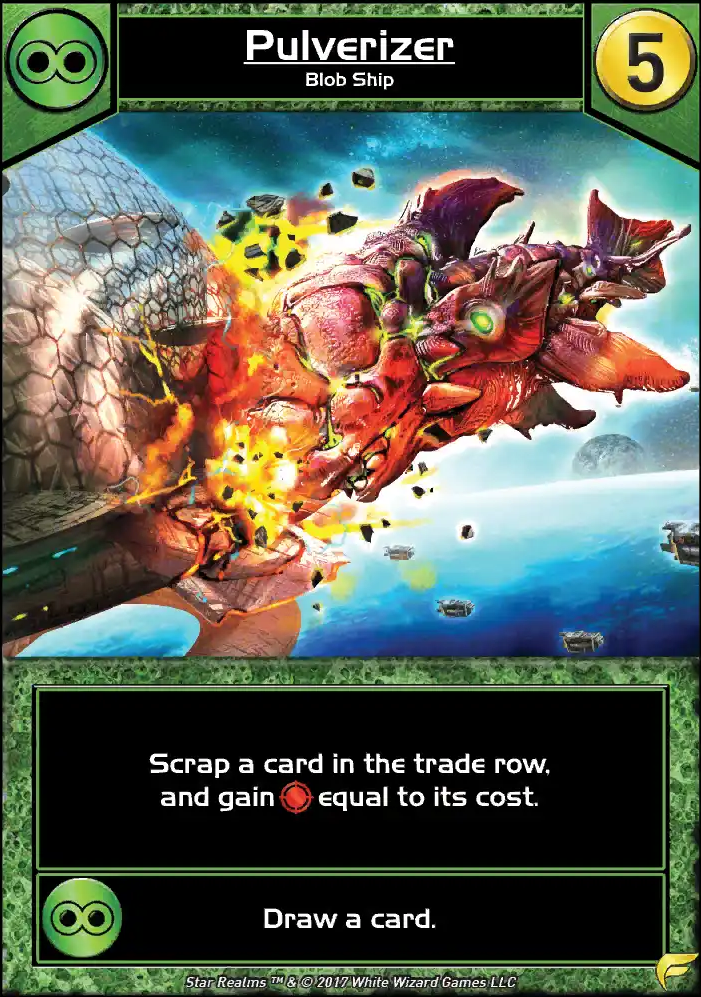 Pulverizer
5
Blob Ship
Scrap a card in the trade row,
and gain equal to its cost.
Draw a card.
Star Realms ™ & © 2017 White Wizard Games LLC